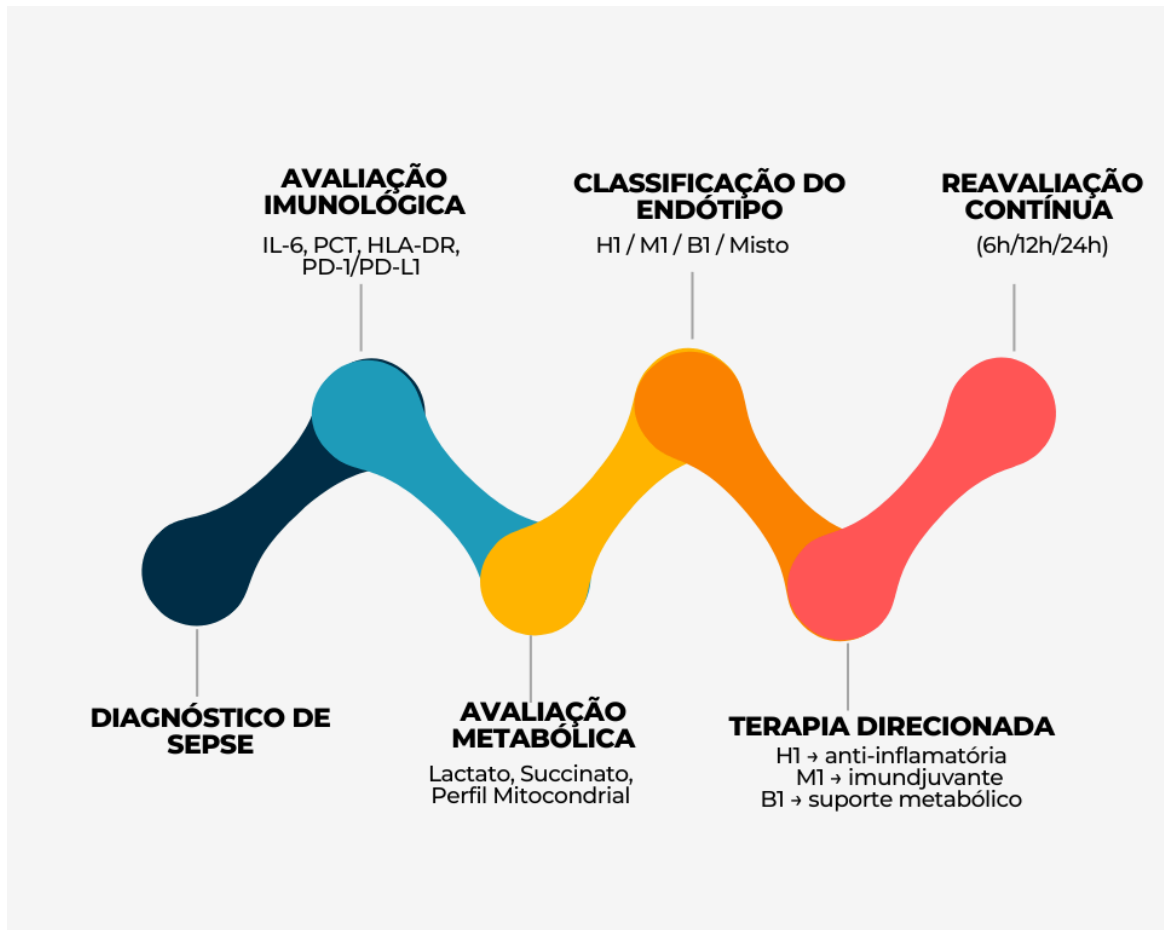 DIAGNÓSTICO DE
SEPSE
AVALIAÇÃO
IMUNOLÓGICA
IL-6, PCT, HLA-DR,
PD-1/PD-L1
AVALIAÇÃO
METABÓLICA
Lactato, Succinato,
Perfil Mitocondrial
CLASSIFICAÇÃO DO
ENDÓTIPO
H1 / M1 / B1 / Misto
TERAPIA DIRECIONADA
H1 → anti-inflamatória
M1 → imundjuvante
B1 → suporte metabólico
REAVALIAÇÃO
CONTÍNUA
(6h/12h/24h)